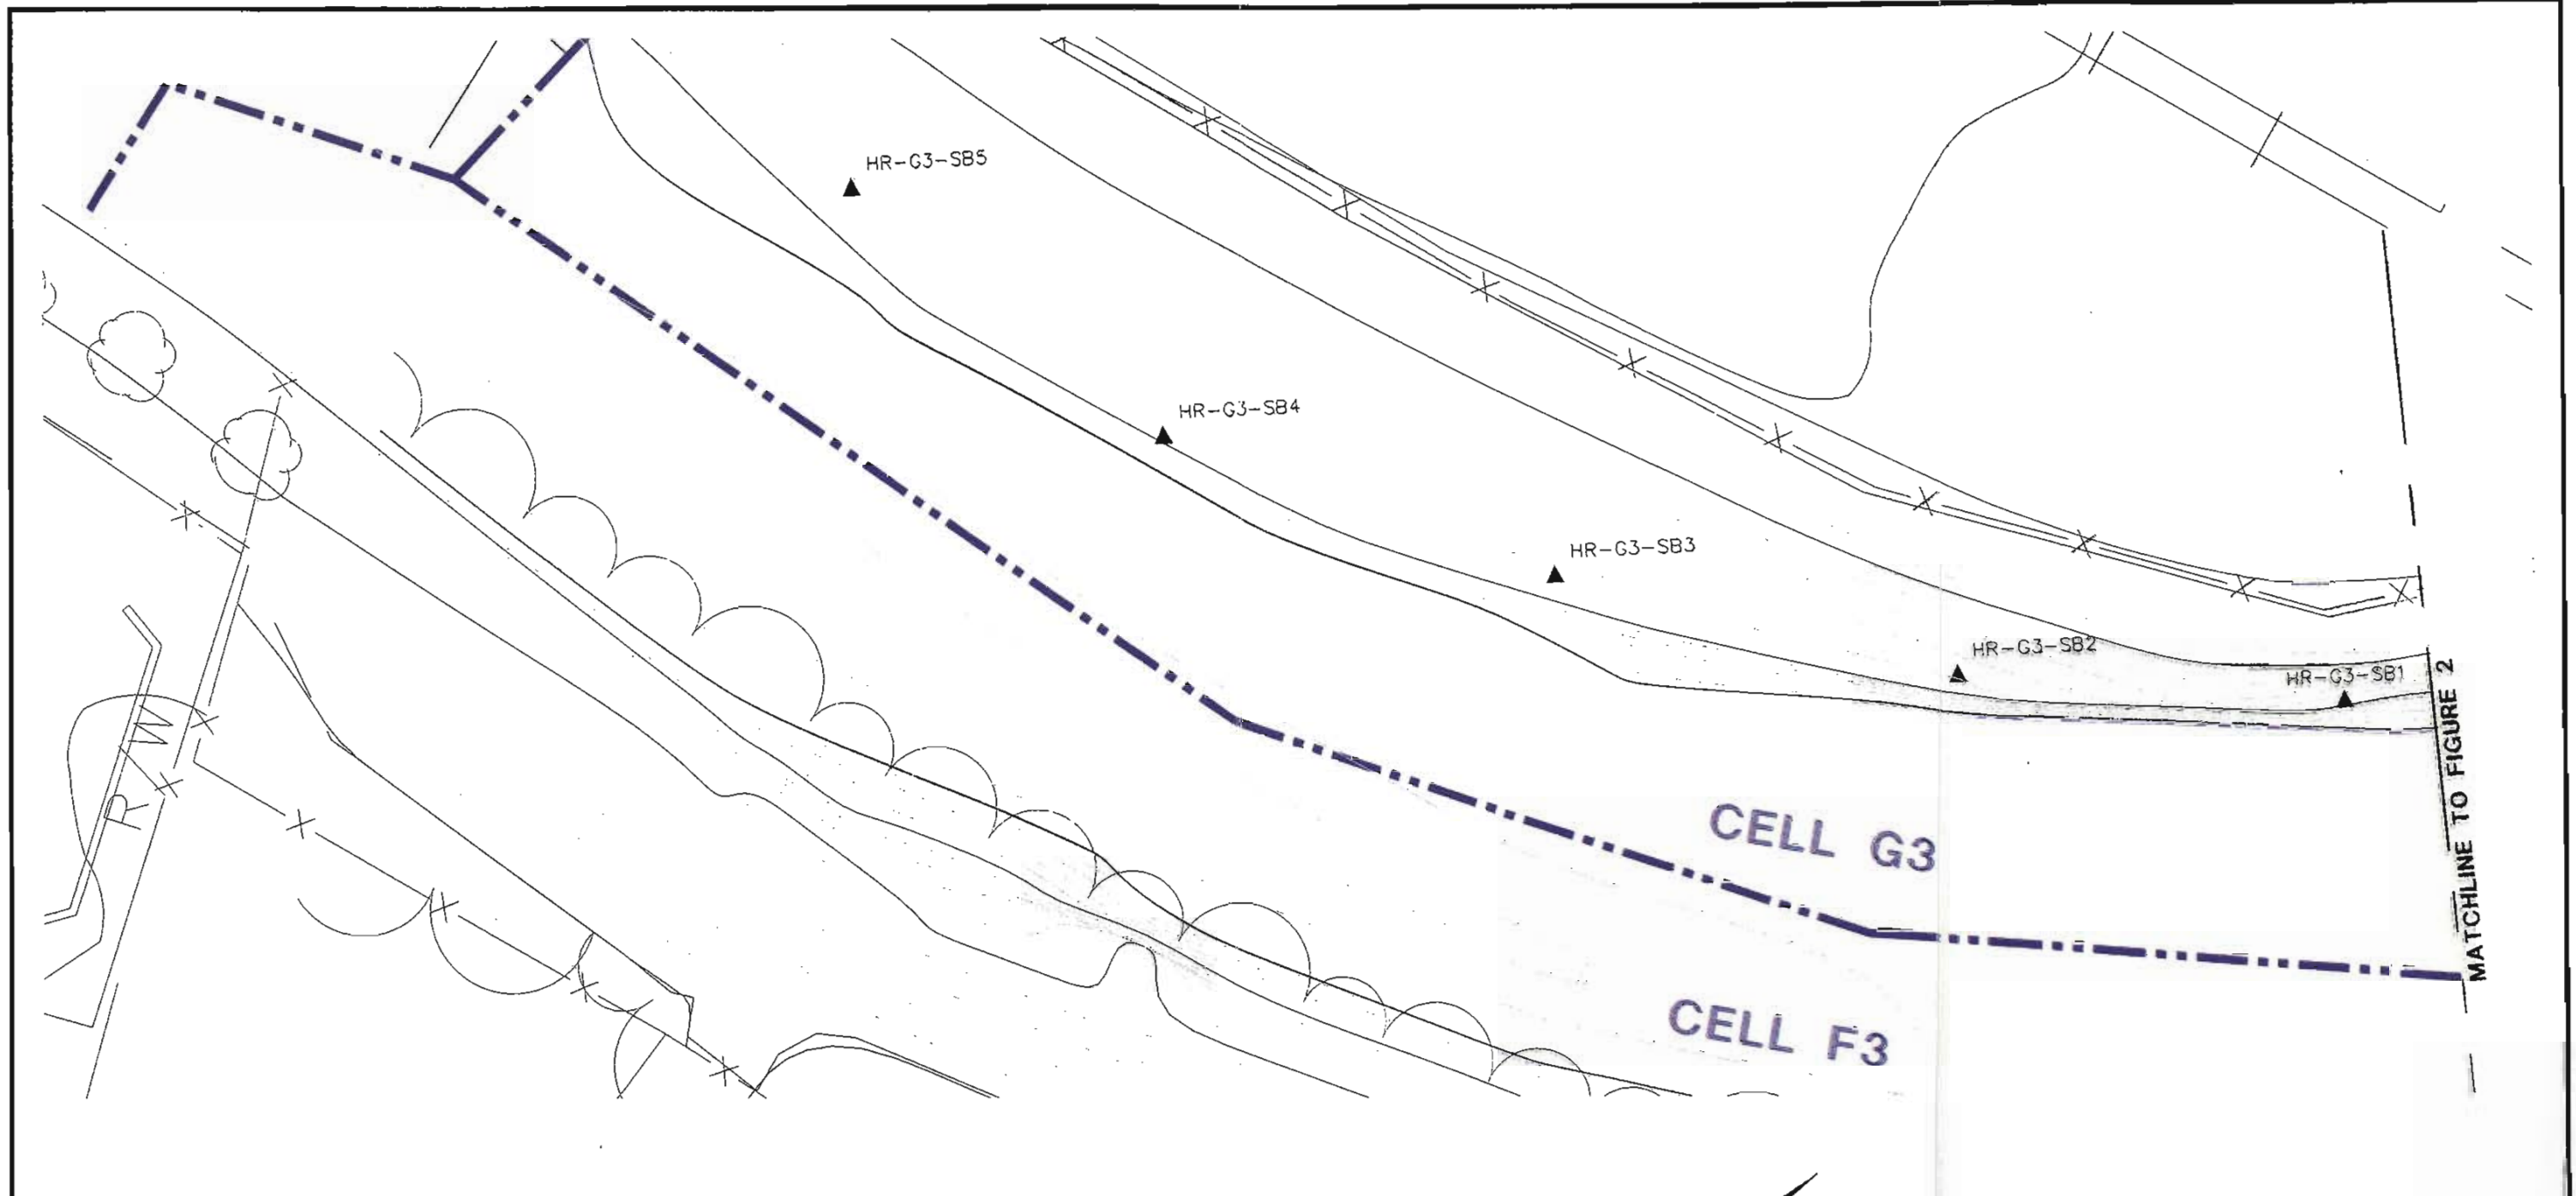 HR-G3-SB5
HR-G3-SB4
HR-G3-SB3
HR-G3-SB2
HR-G3-SB1
MATCHLINE TO FIGURE 2
R/W
CELL G3
CELL F3